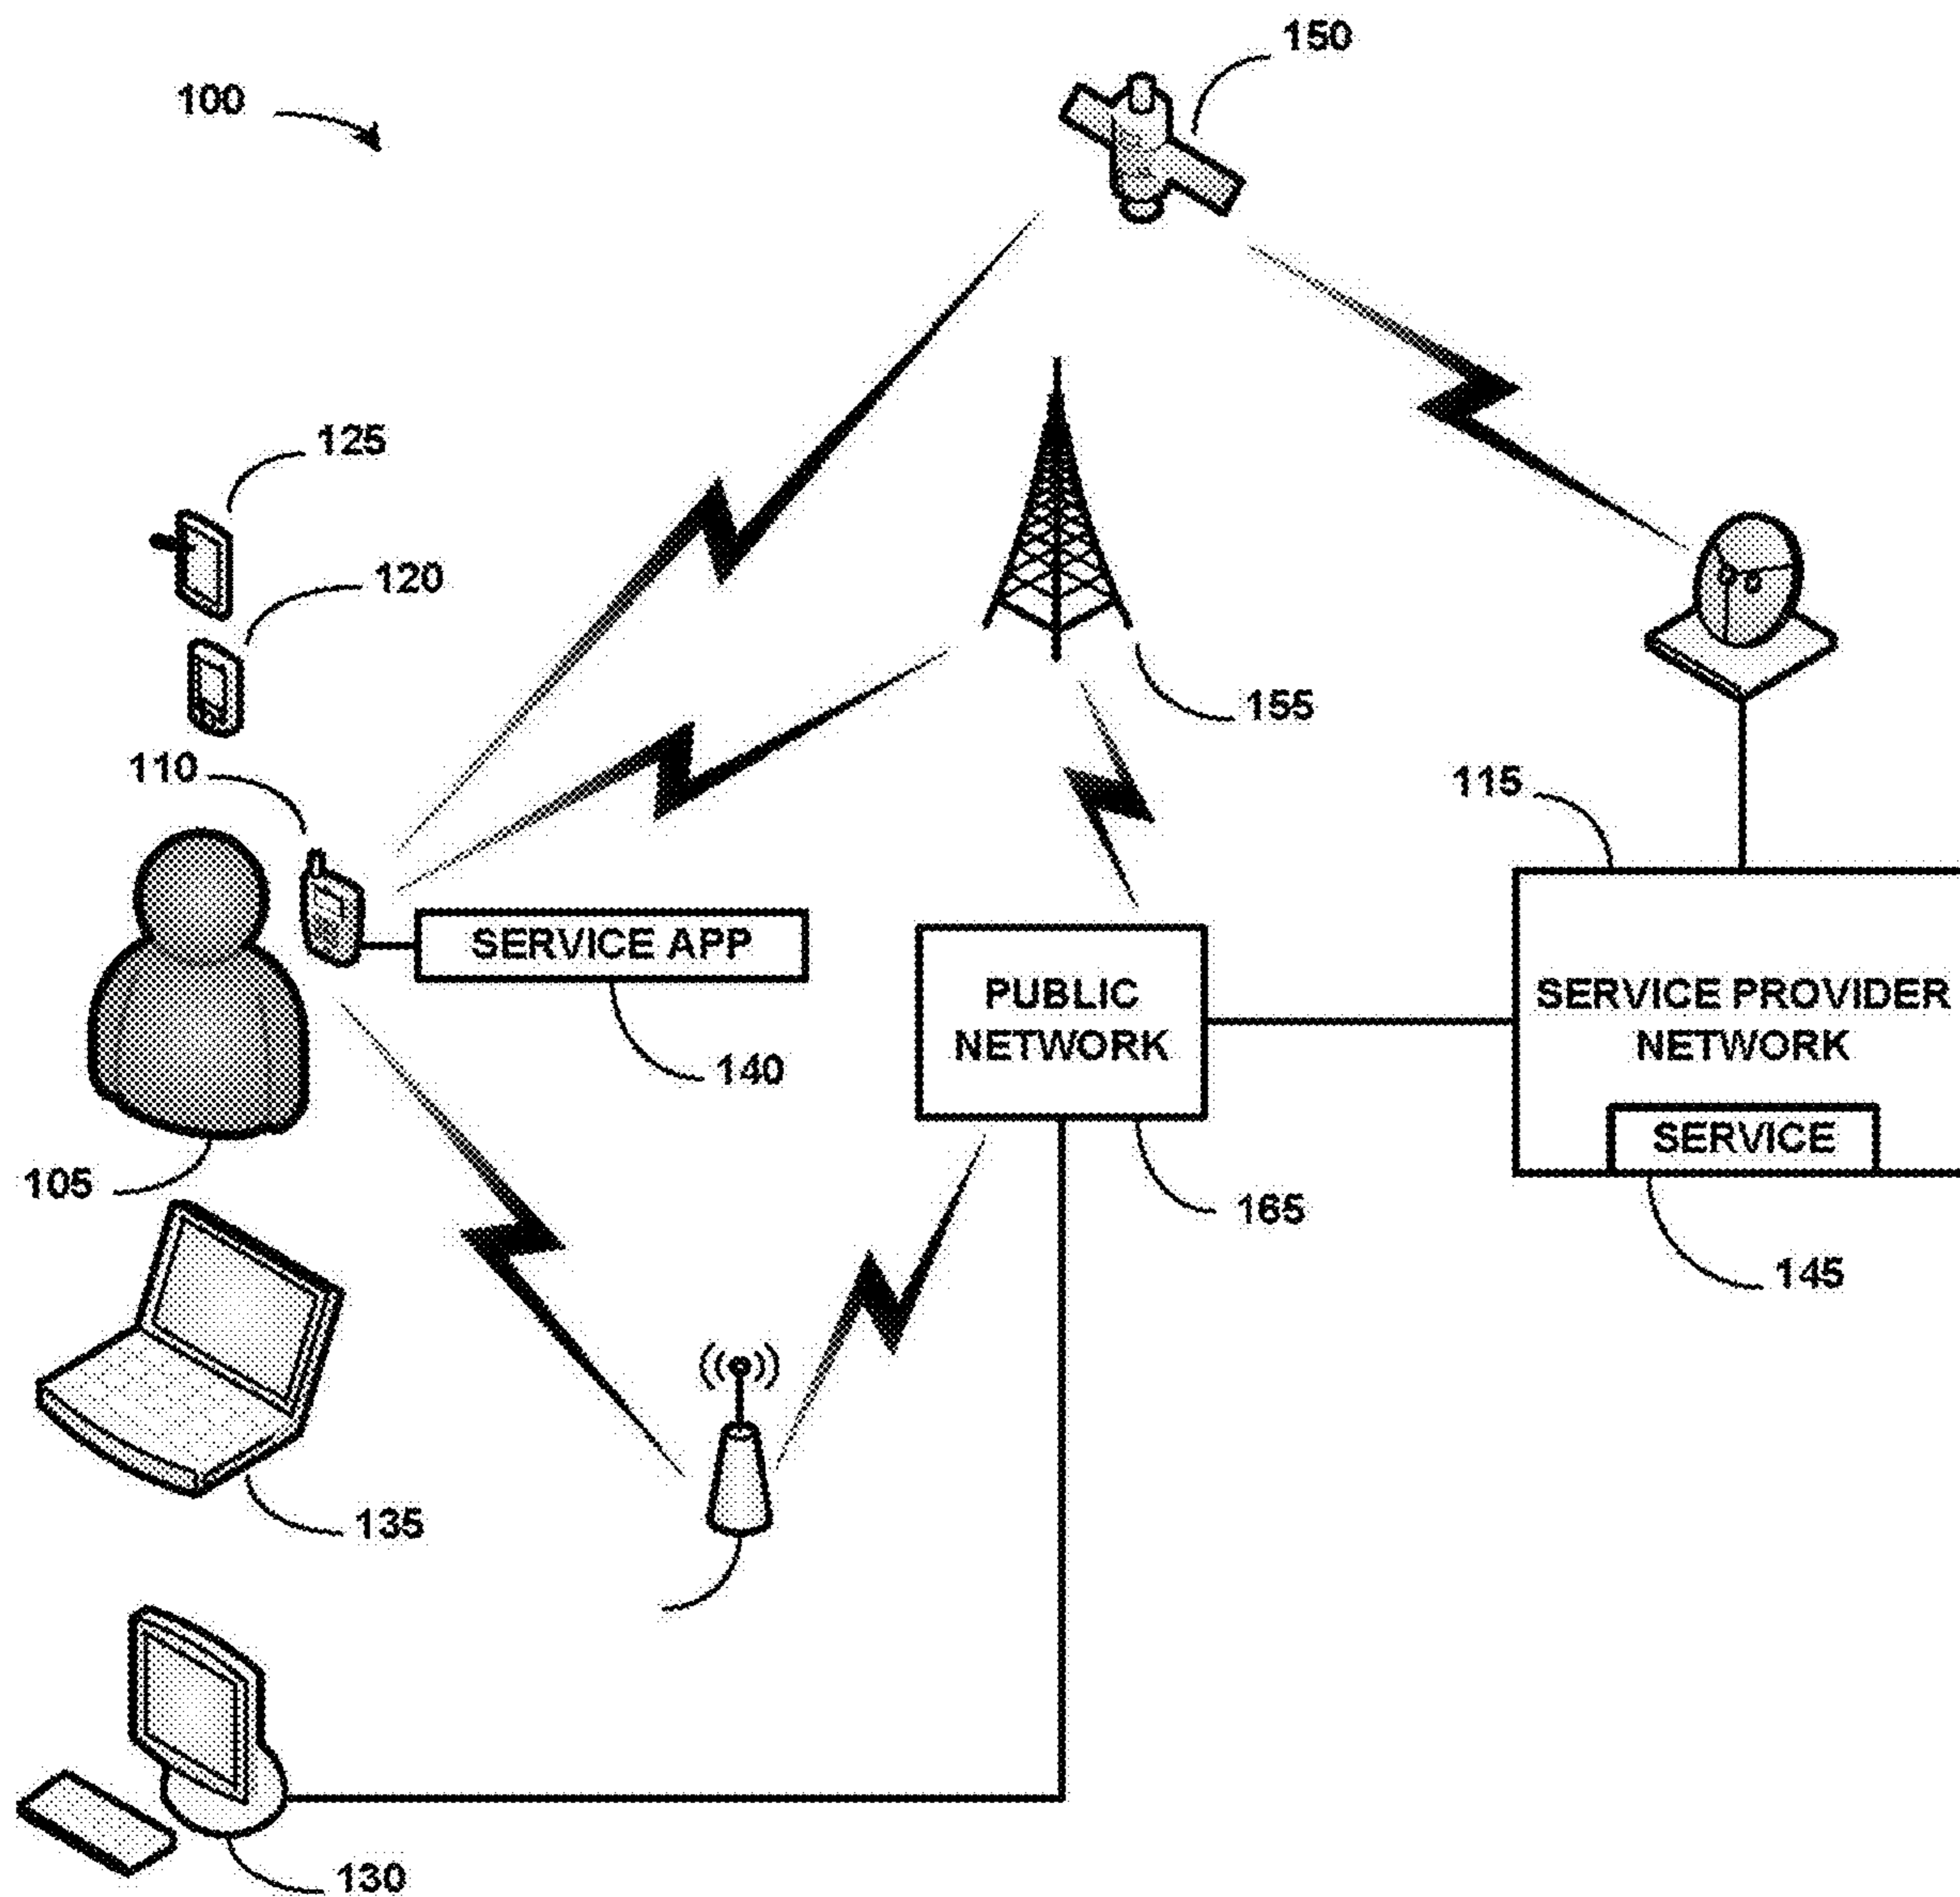 150
100
125
120
155
110
115
SERVICE APP
PUBLIC
NETWORK
SERVICE PROVIDER
NETWORK
140
SERVICE
105
165
145
135
130